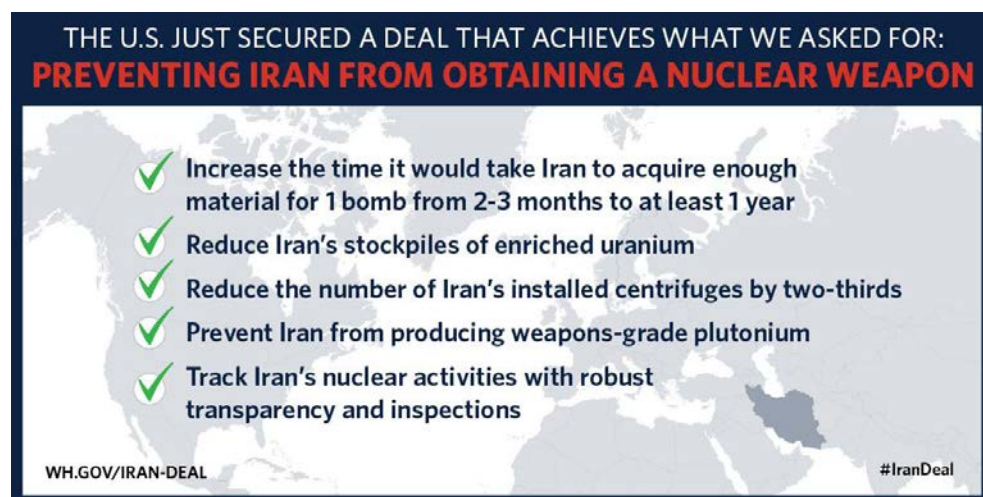 THE U.S. JUST SECURED A DEAL THAT ACHIEVES WHAT WE ASKED FOR:
PREVENTING IRAN FROM OBTAINING A NUCLEAR WEAPON
Increase the time it would take Iran to acquire enough
material for 1 bomb from 2-3 months to at least 1 year
Reduce Iran's stockpiles of enriched uranium
Reduce the number of Iran's installed centrifuges by two-thirds
Prevent Iran from producing weapons-grade plutonium
Track Iran's nuclear activities with robust
transparency and inspections
WH.GOV/IRAN-DEAL
#IranDeal